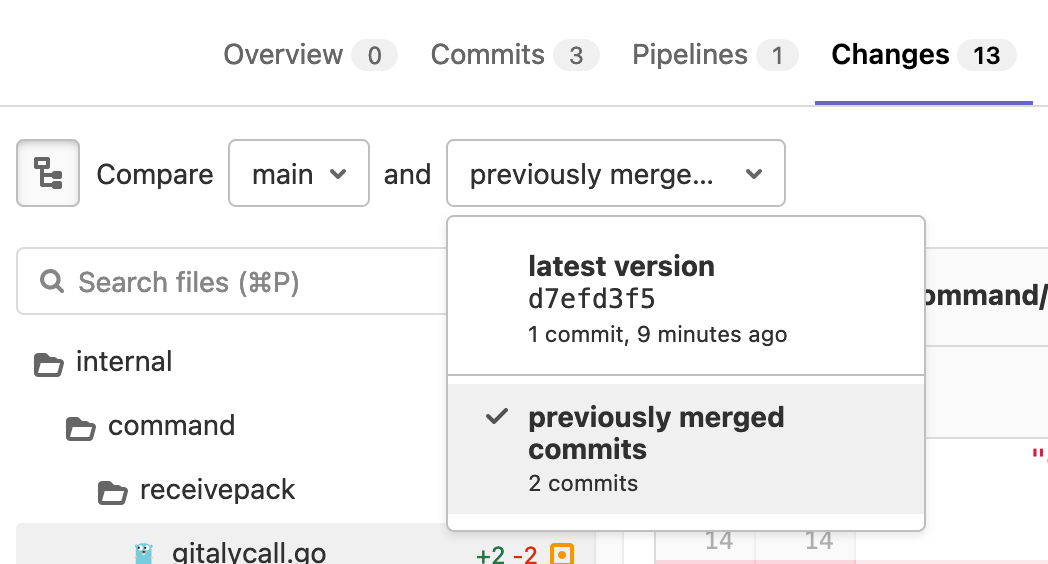 Overview 0 Commits 3 Pipelines 1 Changes 13
Compare main and previously merge...
latest version
d7efd3f5
1 commit, 9 minutes ago
previously merged
commits
2 commits
Search files (⌘P)
internal
command
receivepack
gitalycall.go +2 -2
ommand/
"
14 14